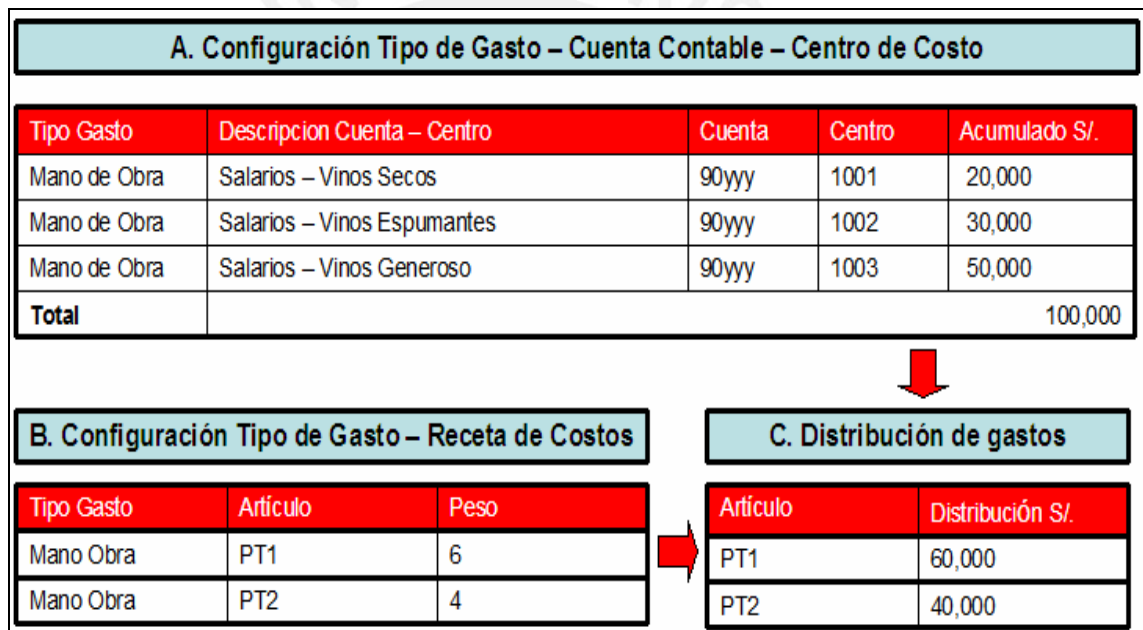 A. Configuración Tipo de Gasto – Cuenta Contable – Centro de Costo
Tipo Gasto Descripcion Cuenta – Centro Cuenta Centro Acumulado S/.
Mano de Obra Salarios – Vinos Secos 90yyy 1001 20,000
Mano de Obra Salarios – Vinos Espumantes 90yyy 1002 30,000
Mano de Obra Salarios – Vinos Generoso 90yyy 1003 50,000
Total 100,000
B. Configuración Tipo de Gasto – Receta de Costos
Tipo Gasto Artículo Peso
Mano Obra PT1 6
Mano Obra PT2 4
C. Distribución de gastos
Artículo Distribución S/.
PT1 60,000
PT2 40,000